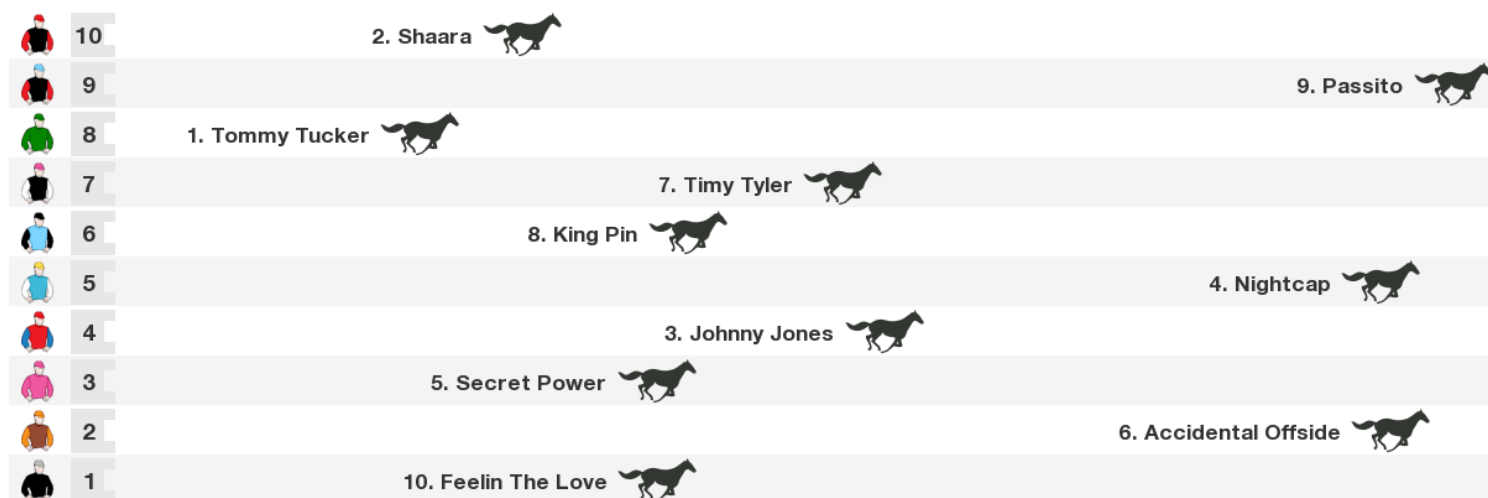 10 2. Shaara
9 9. Passito
8 1. Tommy Tucker
7 7. Timy Tyler
6 8. King Pin
5 4. Nightcap
4 3. Johnny Jones
3 5. Secret Power
2 6. Accidental Offside
1 10. Feelin The Love